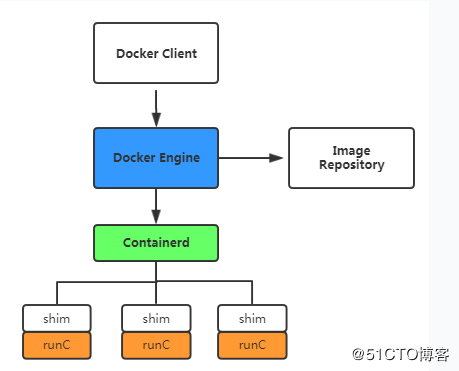 Docker Client
Docker Engine
Image
Repository
Containerd
shim
shim
shim
runC
runC
runC
@51CTO博客